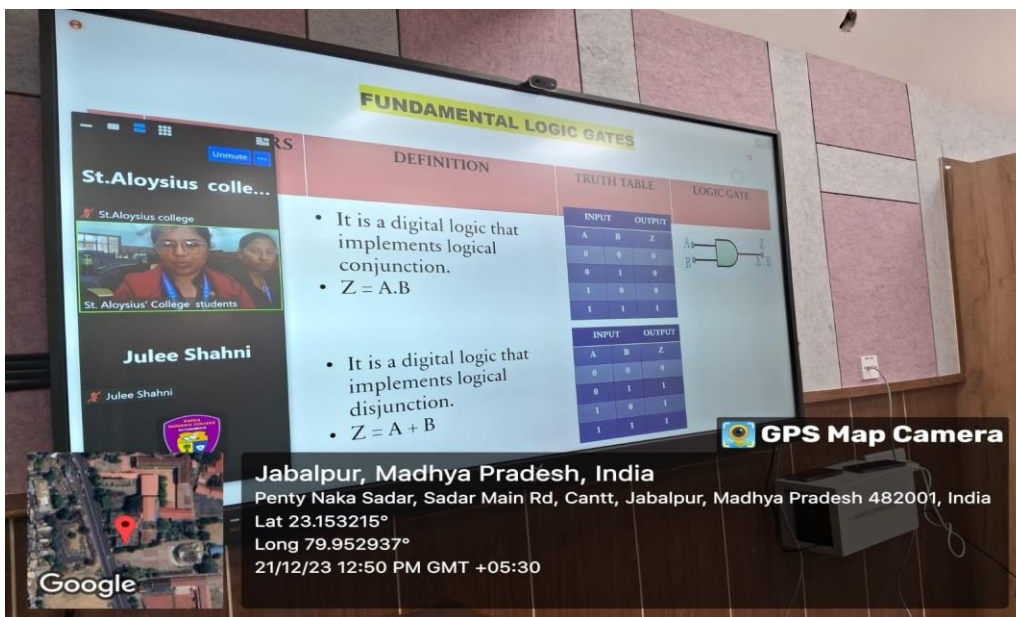 FUNDAMENTAL LOGIC GATES
RS
DEFINITION
TRUTH TABLE
LOGIC GATE
Unmute
St.Aloysius colle...
St.Aloysius college
St. Aloysius' College students
Julee Shahni
Julee Shahni
• It is a digital logic that
implements logical
conjunction.
• Z = A.B
INPUT OUTPUT
A B Z
0 0 0
0 1 0
1 0 0
1 1 1
A
B
Z
A.B
• It is a digital logic that
implements logical
disjunction.
• Z = A + B
INPUT OUTPUT
A B Z
0 0 0
0 1 1
1 0 1
1 1 1
GPS Map Camera
Jabalpur, Madhya Pradesh, India
Penty Naka Sadar, Sadar Main Rd, Cantt, Jabalpur, Madhya Pradesh 482001, India
Lat 23.153215°
Long 79.952937°
21/12/23 12:50 PM GMT +05:30
Google